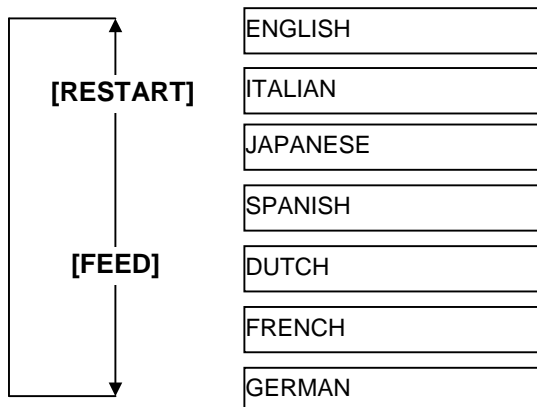 ENGLISH
[RESTART]
ITALIAN
JAPANESE
SPANISH
[FEED]
DUTCH
FRENCH
GERMAN